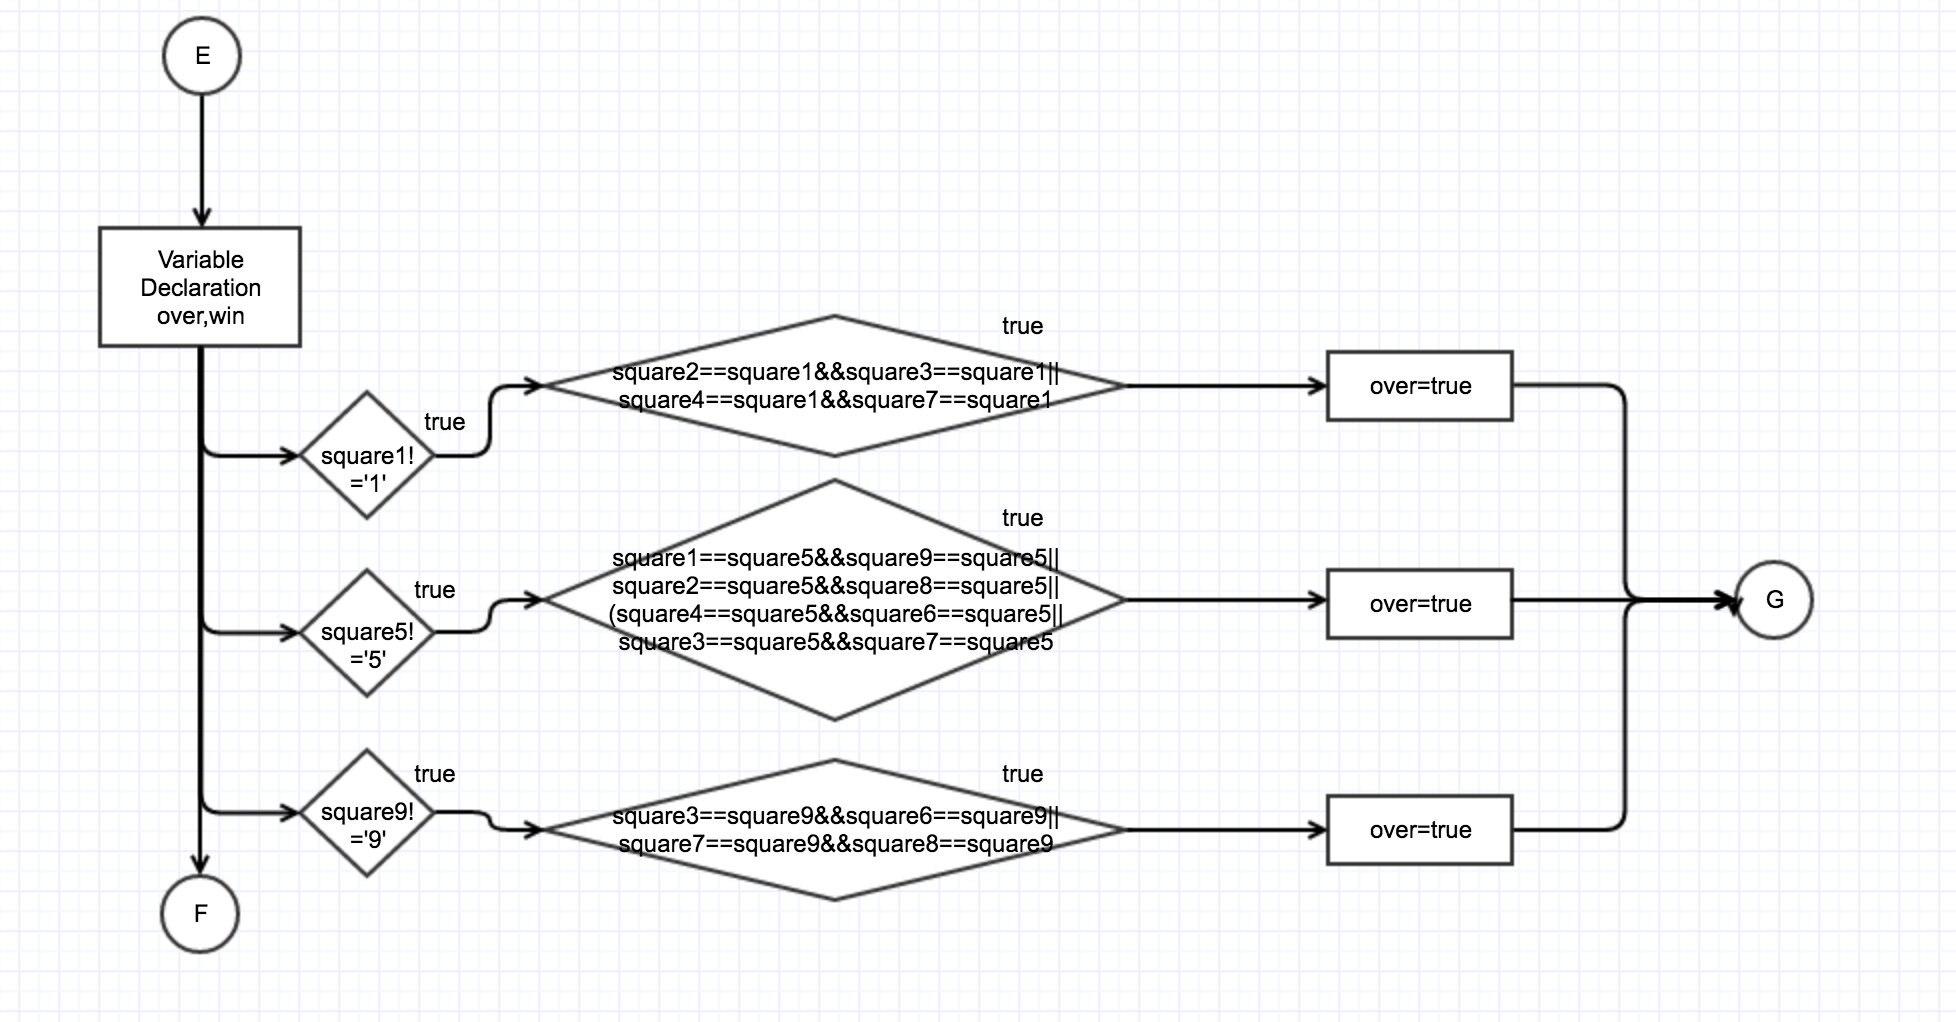 E
Variable
Declaration
over,win
true
square2==square1&&square3==square1||
square4==square1&&square7==square1
over=true
true
square1!
='1'
true
square1==square5&&square9==square5||
square2==square5&&square8==square5||
(square4==square5&&square6==square5||
square3==square5&&square7==square5
over=true
G
true
square5!
='5'
true
square3==square9&&square6==square9||
square7==square9&&square8==square9
over=true
true
square9!
='9'
F